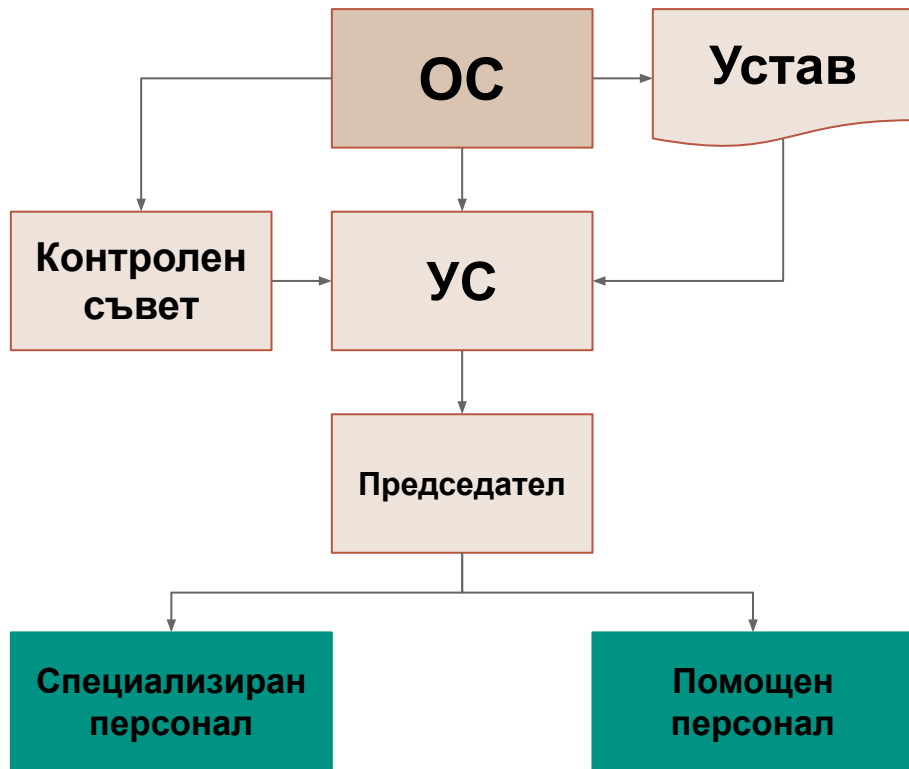 ОС
Устав
Контролен
съвет
УС
Председател
Специализиран
персонал
Помощен
персонал